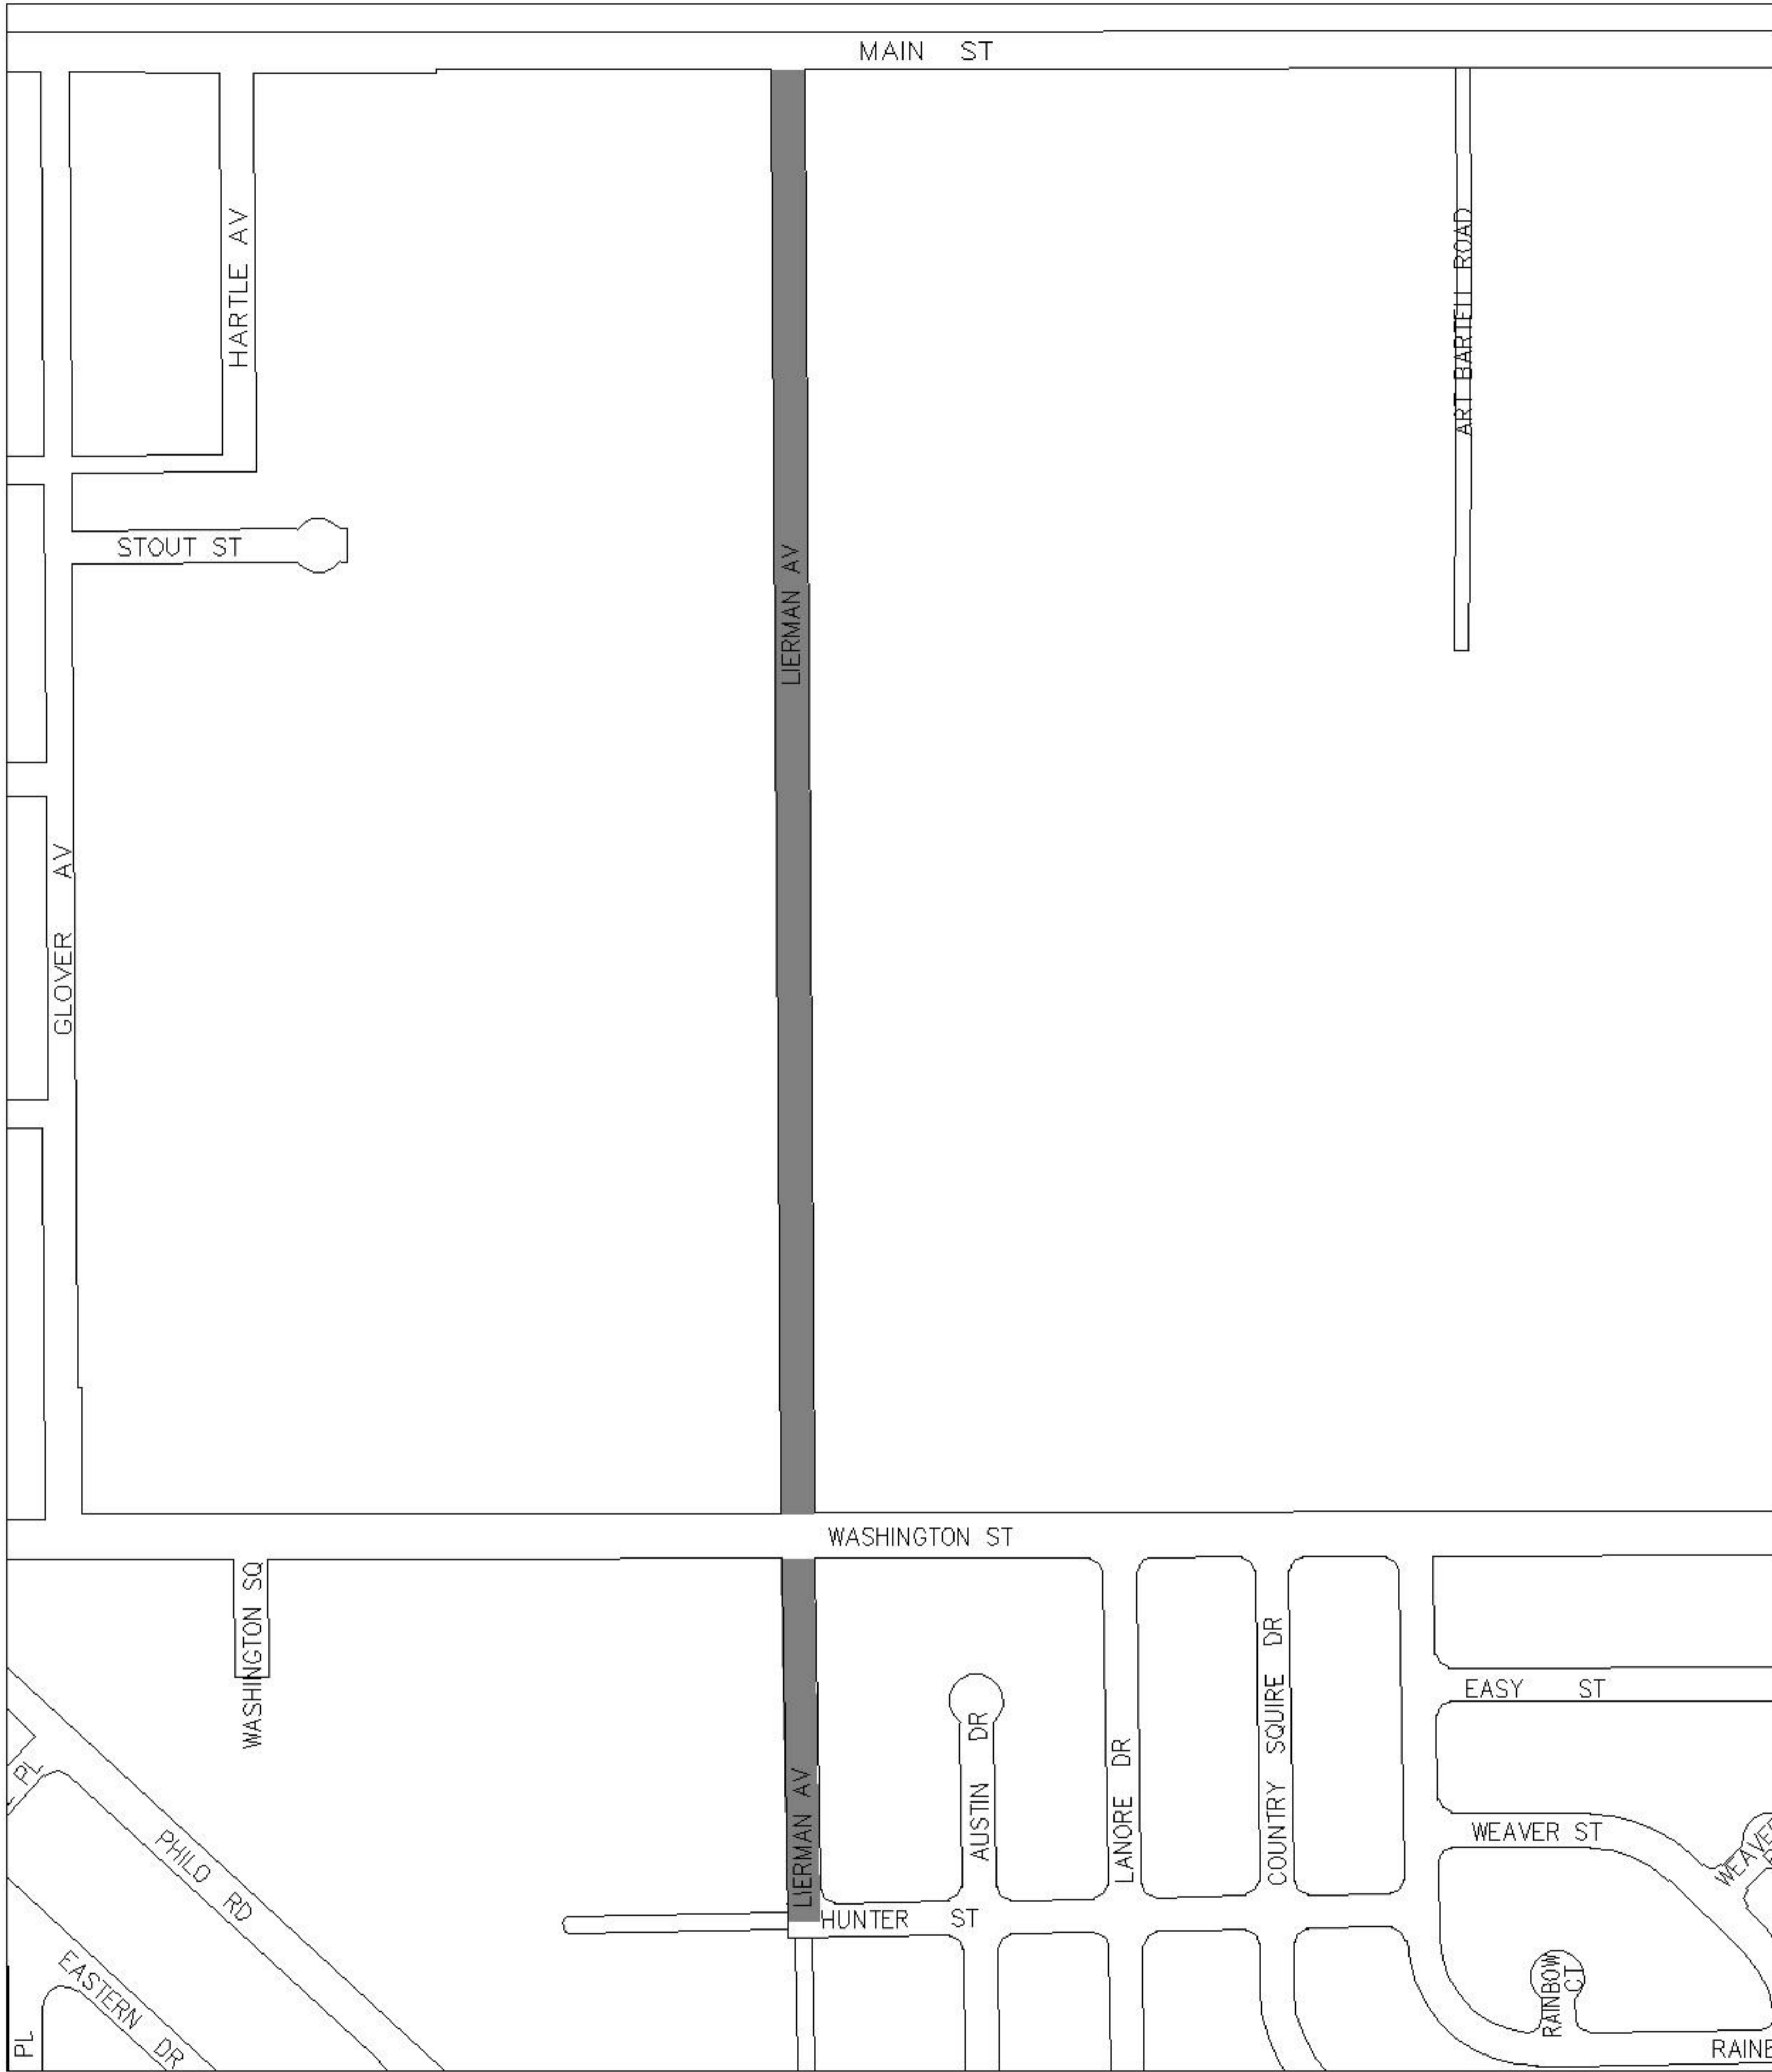 MAIN ST
HARTLE AV
ART BARTELL ROAD
STOUT ST
LIERMAN AV
GLOVER AV
WASHINGTON ST
WASHINGTON SQ
EASY ST
COUNTRY SQUIRE DR
AUSTIN DR
LANORE DR
PL
LIERMAN AV
WEAVER ST
WEAVER
PHILO RD
HUNTER ST
EASTERN DR
RAINBOW
CT
PL
RAINB